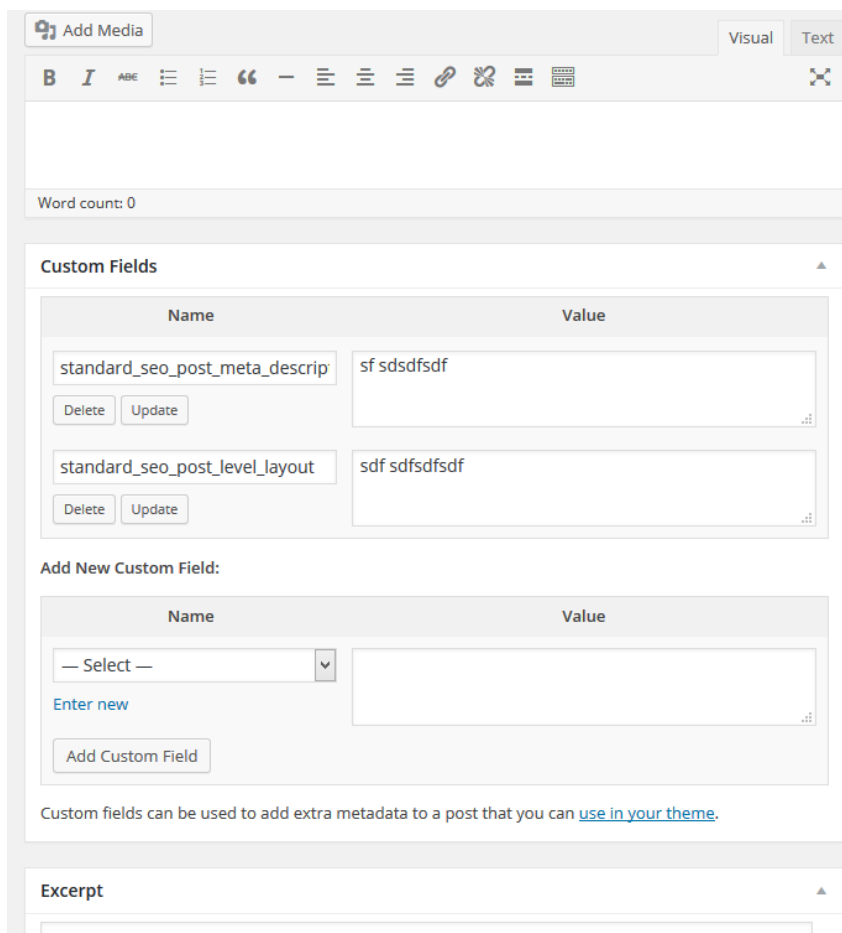 Add Media
Visual Text
B I ABC
Word count: 0
Custom Fields
Name Value
standard_seo_post_meta_descrip
sf sdsdfsdf
Delete Update
standard_seo_post_level_layout
sdf sdfsdfsdf
Delete Update
Add New Custom Field:
Name Value
— Select —
Enter new
Add Custom Field
Custom fields can be used to add extra metadata to a post that you can use in your theme.
Excerpt